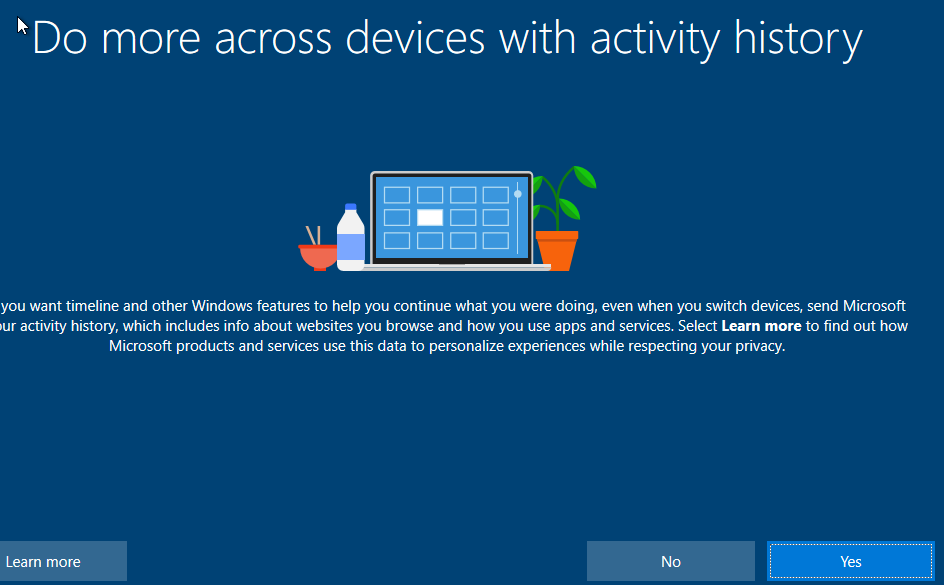 Do more across devices with activity history
you want timeline and other Windows features to help you continue what you were doing, even when you switch devices, send Microsoft
our activity history, which includes info about websites you browse and how you use apps and services. Select Learn more to find out how
Microsoft products and services use this data to personalize experiences while respecting your privacy.
Learn more
No
Yes